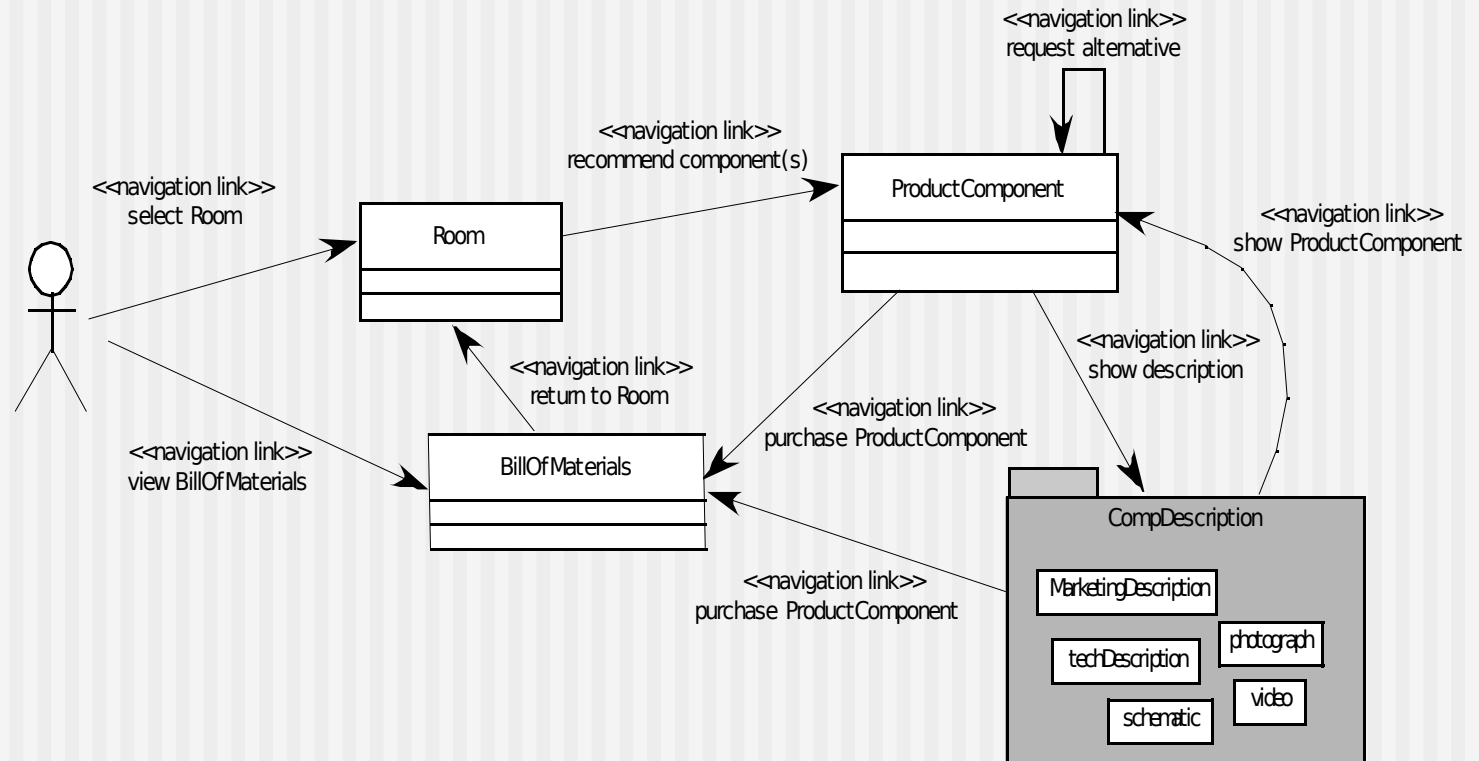 <<navigation link>>
request alternative
<<navigation link>>
recommend component(s)
<<navigation link>>
select Room
ProductComponent
<<navigation link>>
show ProductComponent
Room
<<navigation link>>
show description
<<navigation link>>
return to Room
<<navigation link>>
purchase ProductComponent
<<navigation link>>
view BillOfMaterials
BillOfMaterials
CompDescription
<<navigation link>>
purchase ProductComponent
MarketingDescription
photograph
techDescription
video
schematic